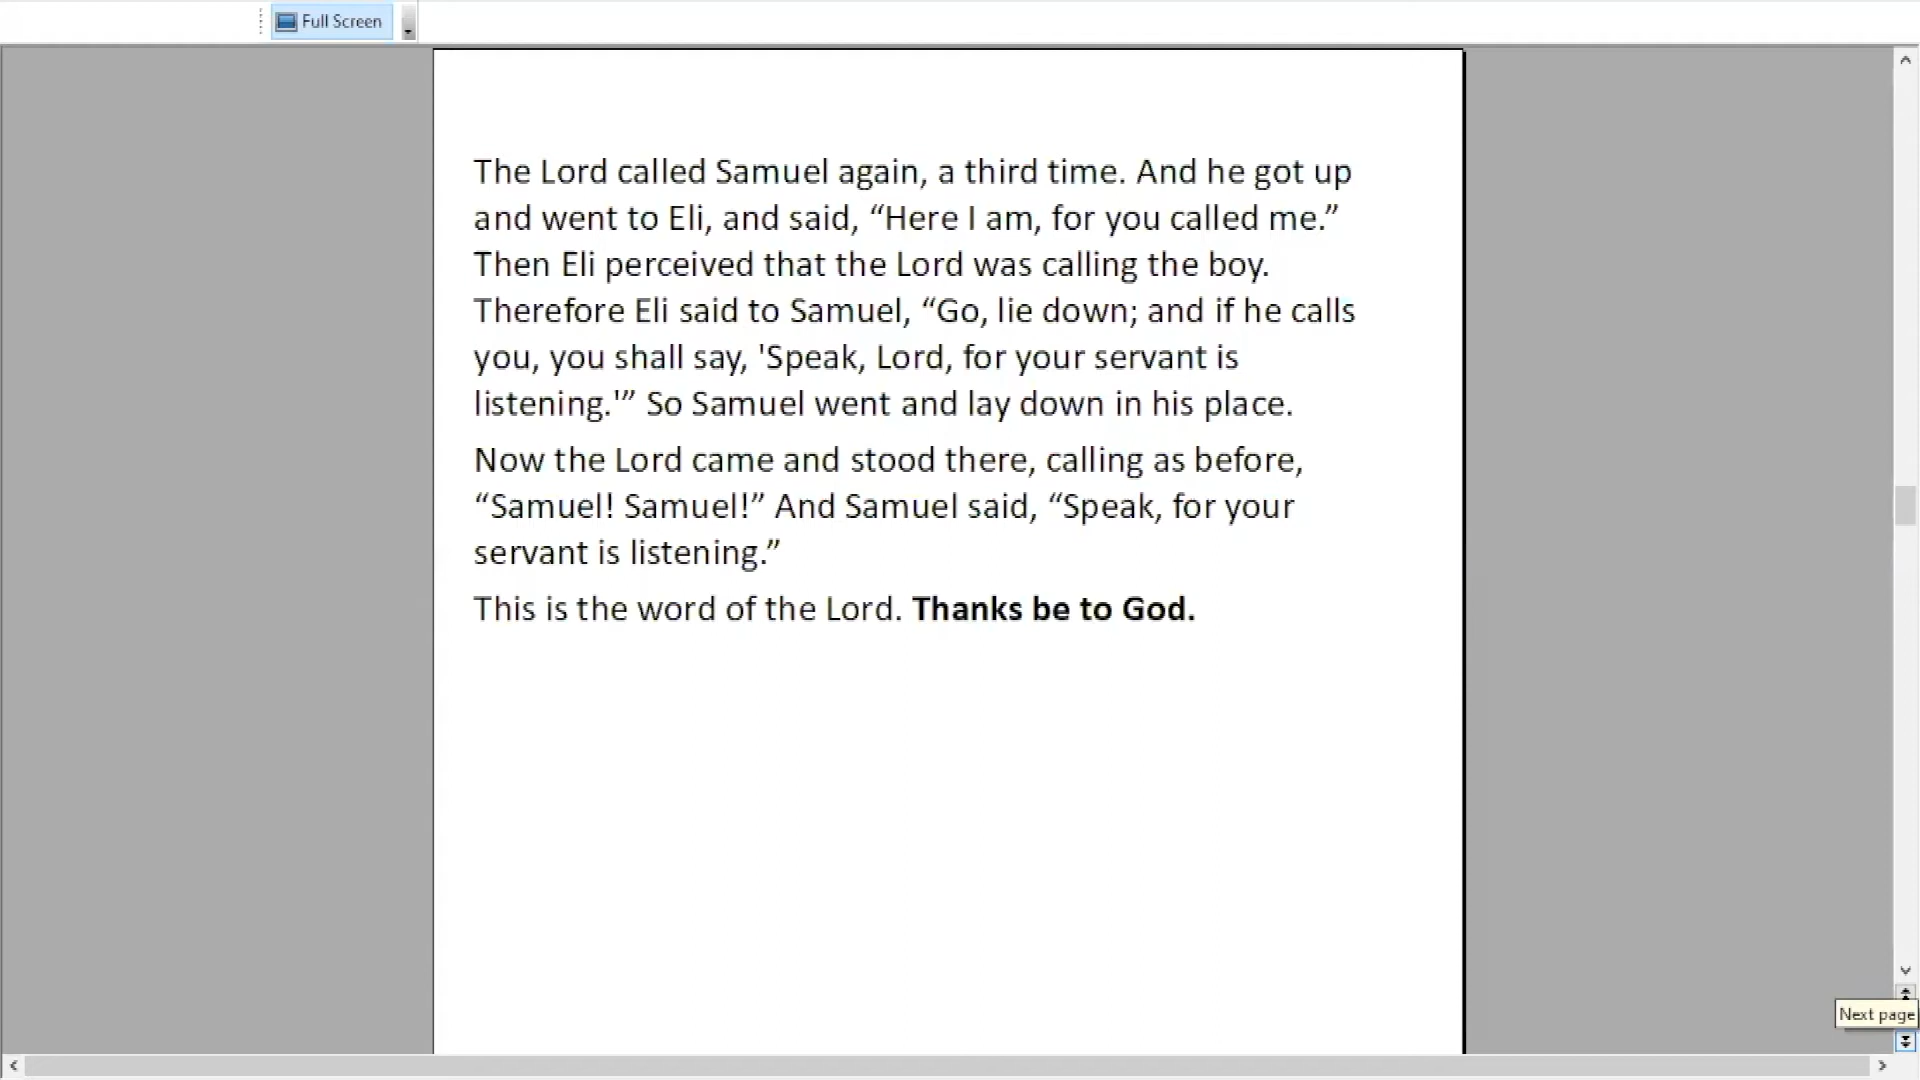 Full Screen
The Lord called Samuel again, a third time. And he got up
and went to Eli, and said, “Here I am, for you called me.”
Then Eli perceived that the Lord was calling the boy.
Therefore Eli said to Samuel, “Go, lie down; and if he calls
you, you shall say, 'Speak, Lord, for your servant is
listening.'” So Samuel went and lay down in his place.
Now the Lord came and stood there, calling as before,
“Samuel! Samuel!” And Samuel said, “Speak, for your
servant is listening.”
This is the word of the Lord. Thanks be to God.
Next page